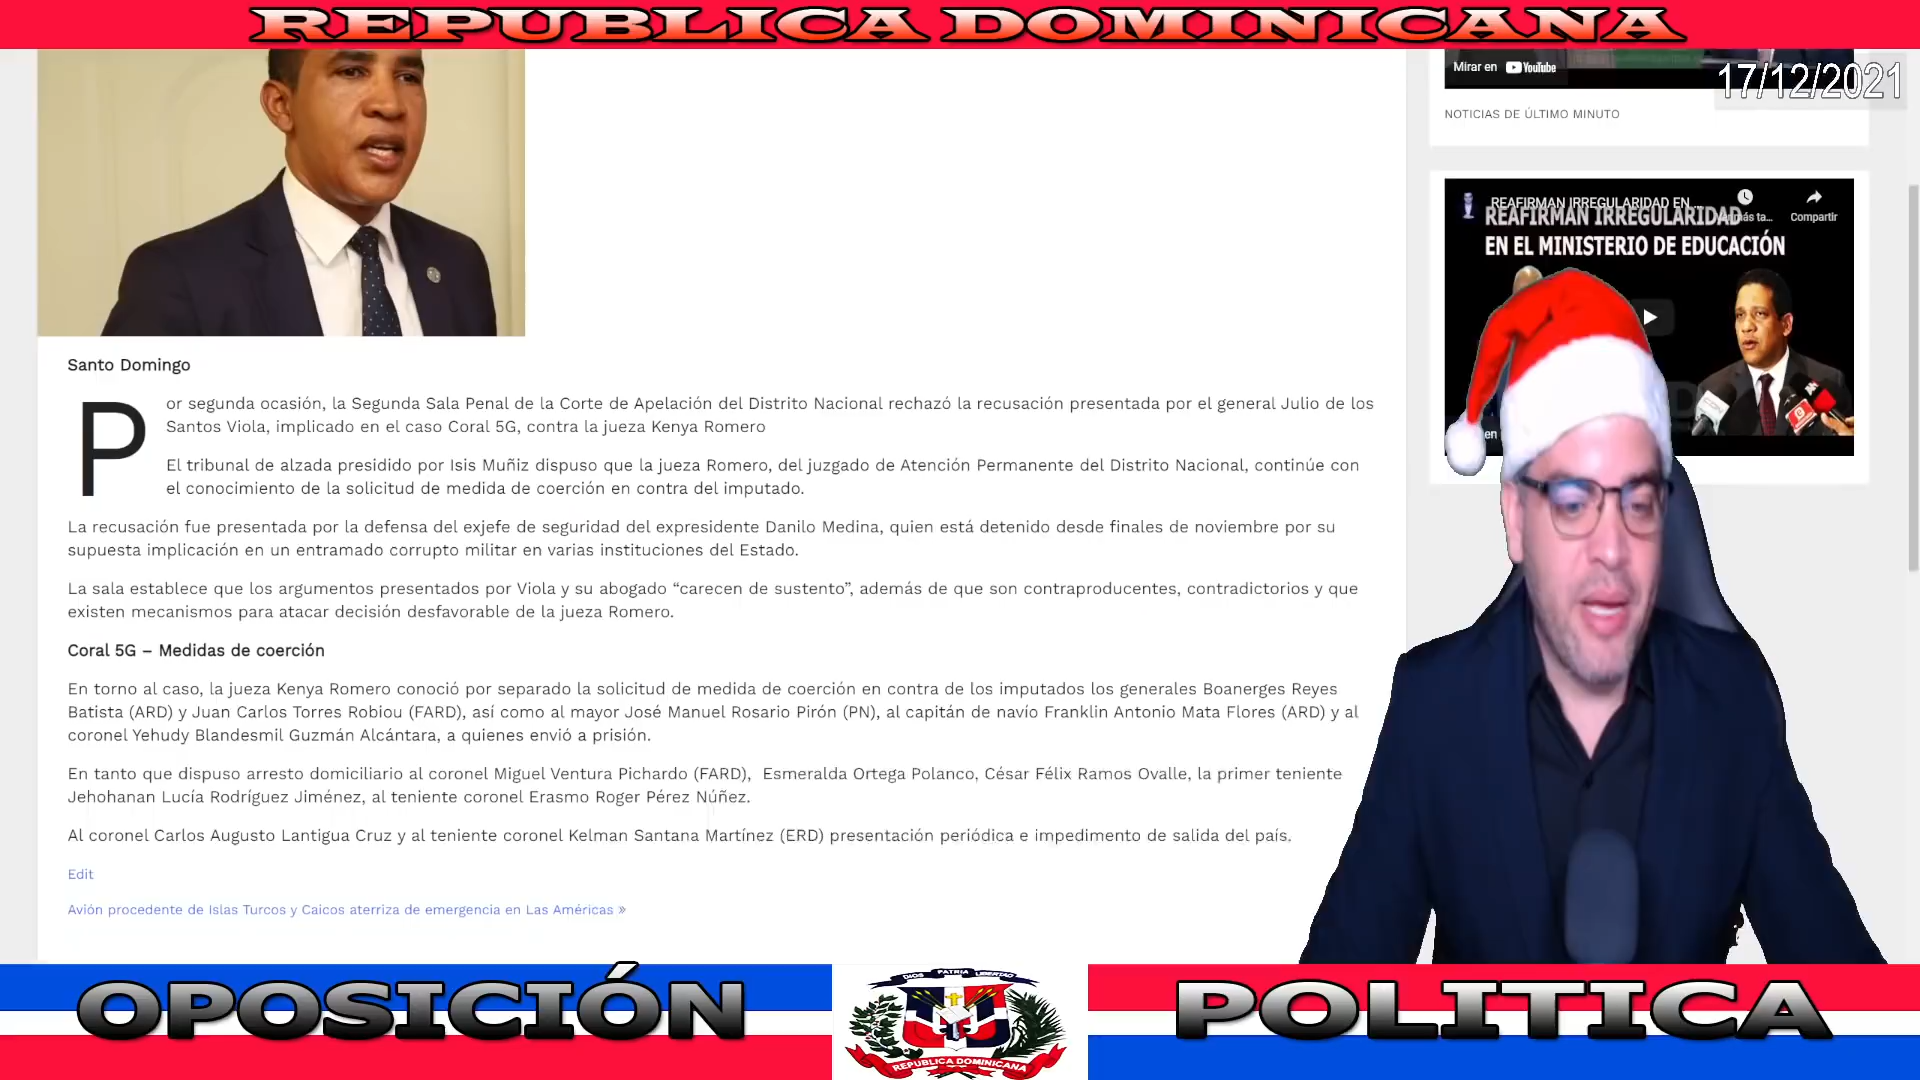 REPUBLICA DOMINICANA
17/12/2021
Mirar en YouTube
NOTICIAS DE ÚLTIMO MINUTO
REAFIRMAN IRREGULARIDAD EN ...
Compartir
REAFIRMAN IRREGULARIDAD
EN EL MINISTERIO DE EDUCACIÓN
en
Santo Domingo
Por segunda ocasión, la Segunda Sala Penal de la Corte de Apelación del Distrito Nacional rechazó la recusación presentada por el general Julio de los
Santos Viola, implicado en el caso Coral 5G, contra la jueza Kenya Romero
El tribunal de alzada presidido por Isis Muñiz dispuso que la jueza Romero, del juzgado de Atención Permanente del Distrito Nacional, continúe con
el conocimiento de la solicitud de medida de coerción en contra del imputado.
La recusación fue presentada por la defensa del exjefe de seguridad del expresidente Danilo Medina, quien está detenido desde finales de noviembre por su
supuesta implicación en un entramado corrupto militar en varias instituciones del Estado.
La sala establece que los argumentos presentados por Viola y su abogado “carecen de sustento”, además de que son contraproducentes, contradictorios y que
existen mecanismos para atacar decisión desfavorable de la jueza Romero.
Coral 5G – Medidas de coerción
En torno al caso, la jueza Kenya Romero conoció por separado la solicitud de medida de coerción en contra de los imputados los generales Boanerges Reyes
Batista (ARD) y Juan Carlos Torres Robiou (FARD), así como al mayor José Manuel Rosario Pirón (PN), al capitán de navío Franklin Antonio Mata Flores (ARD) y al
coronel Yehudy Blandesmil Guzmán Alcántara, a quienes envió a prisión.
En tanto que dispuso arresto domiciliario al coronel Miguel Ventura Pichardo (FARD), Esmeralda Ortega Polanco, César Félix Ramos Ovalle, la primer teniente
Jehohanan Lucía Rodríguez Jiménez, al teniente coronel Erasmo Roger Pérez Núñez.
Al coronel Carlos Augusto Lantigua Cruz y al teniente coronel Kelman Santana Martínez (ERD) presentación periódica e impedimento de salida del país.
Edit
Avión procedente de Islas Turcos y Caicos aterriza de emergencia en Las Américas »
OPOSICIÓN
DIOS PATRIA LIBERTAD
REPUBLICA DOMINICANA
POLITICA